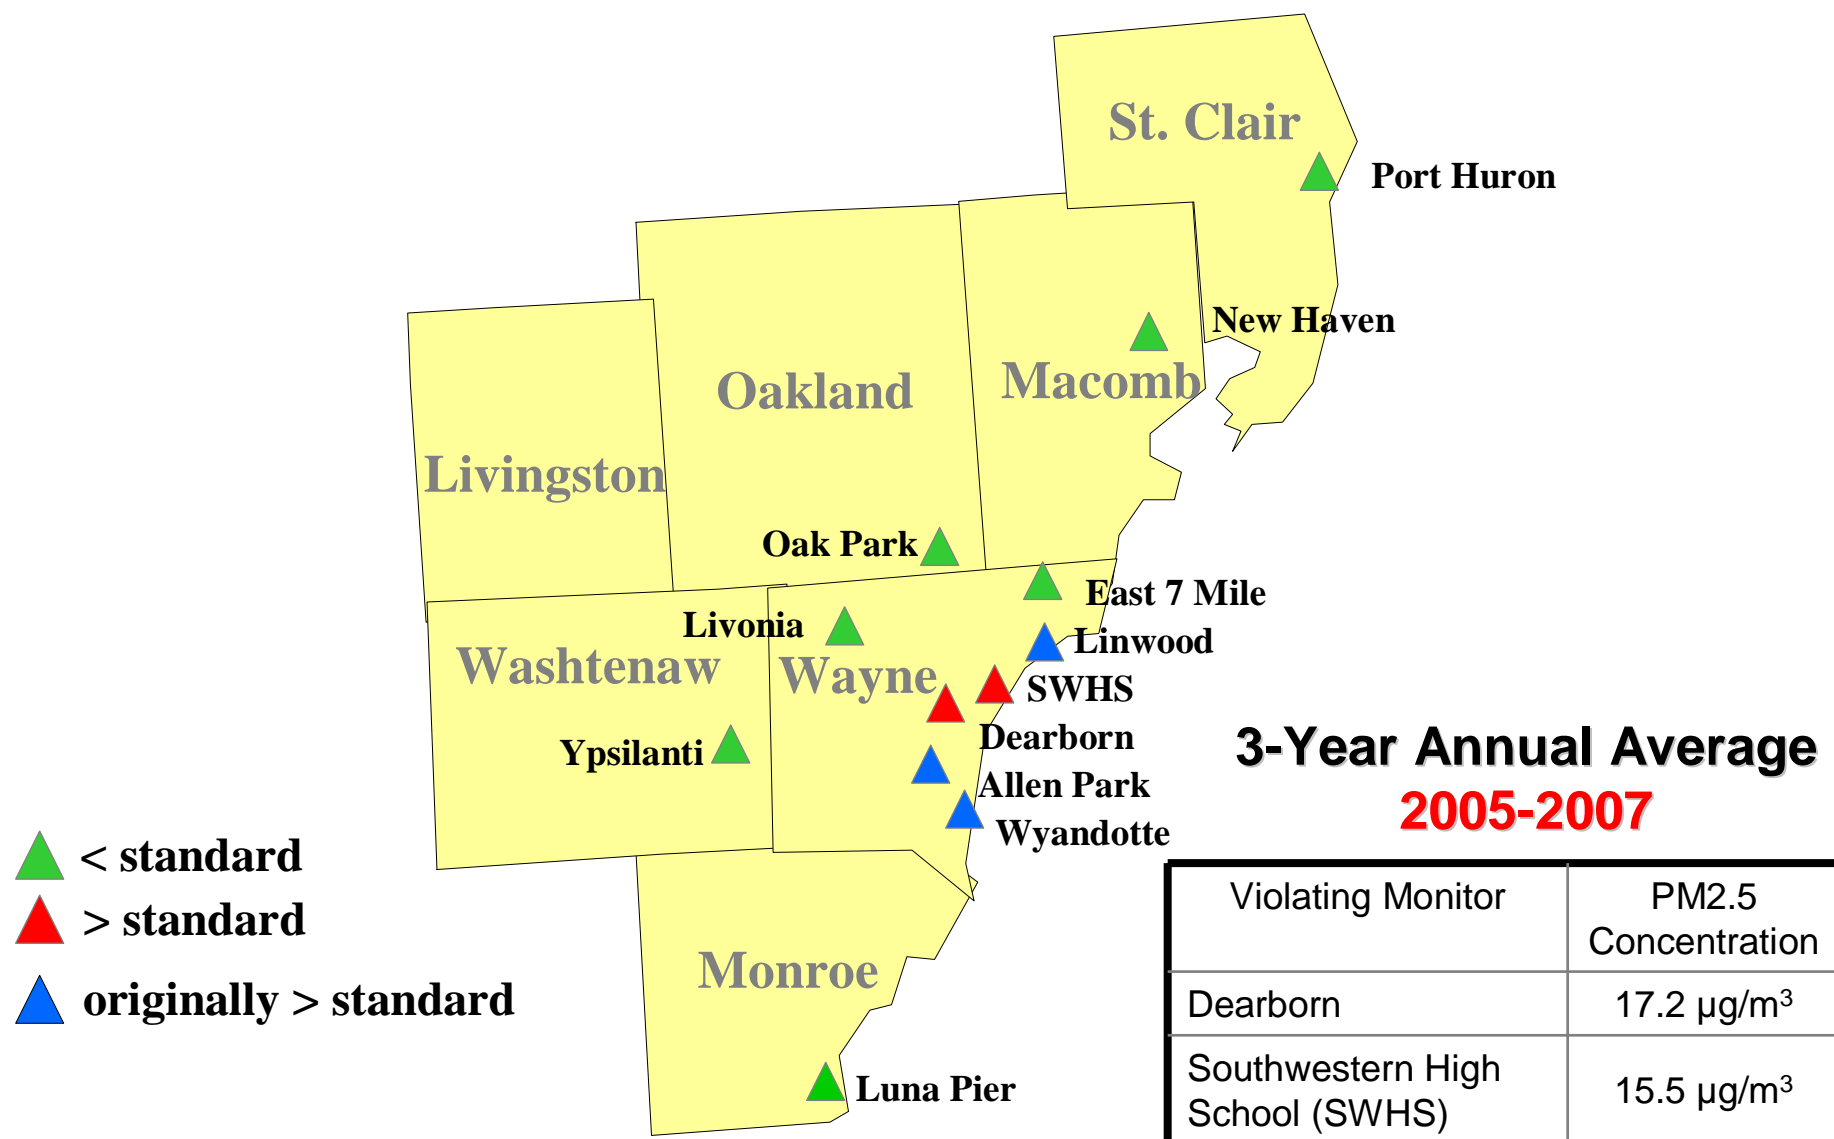 St. Clair
Port Huron
New Haven
Macomb
Oakland
Livingston
Oak Park
East 7 Mile
Livonia
Linwood
Washtenaw
Wayne
SWHS
Dearborn
Ypsilanti
Allen Park
Wyandotte
3-Year Annual Average
2005-2007
< standard
> standard
originally > standard
Monroe
Luna Pier
Violating Monitor
PM2.5
Concentration
Dearborn
17.2 µg/m³
Southwestern High
School (SWHS)
15.5 µg/m³